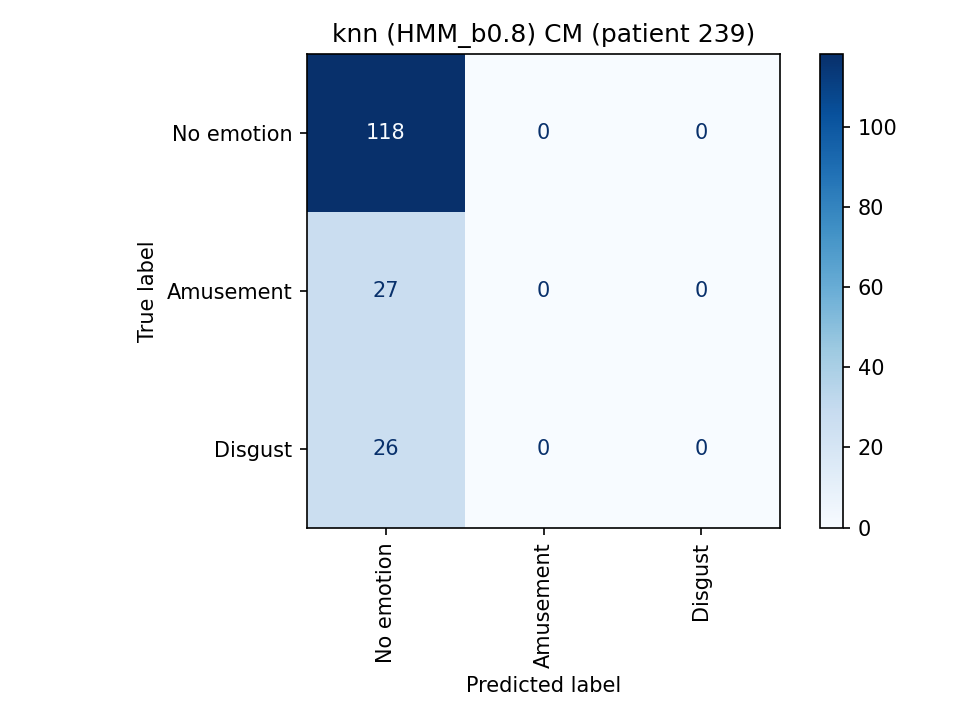 knn (HMM_b0.8) CM (patient 239)
True label
No emotion
Amusement
Disgust
118 0 0
27 0 0
26 0 0
No emotion
Amusement
Disgust
Predicted label
100
80
60
40
20
0